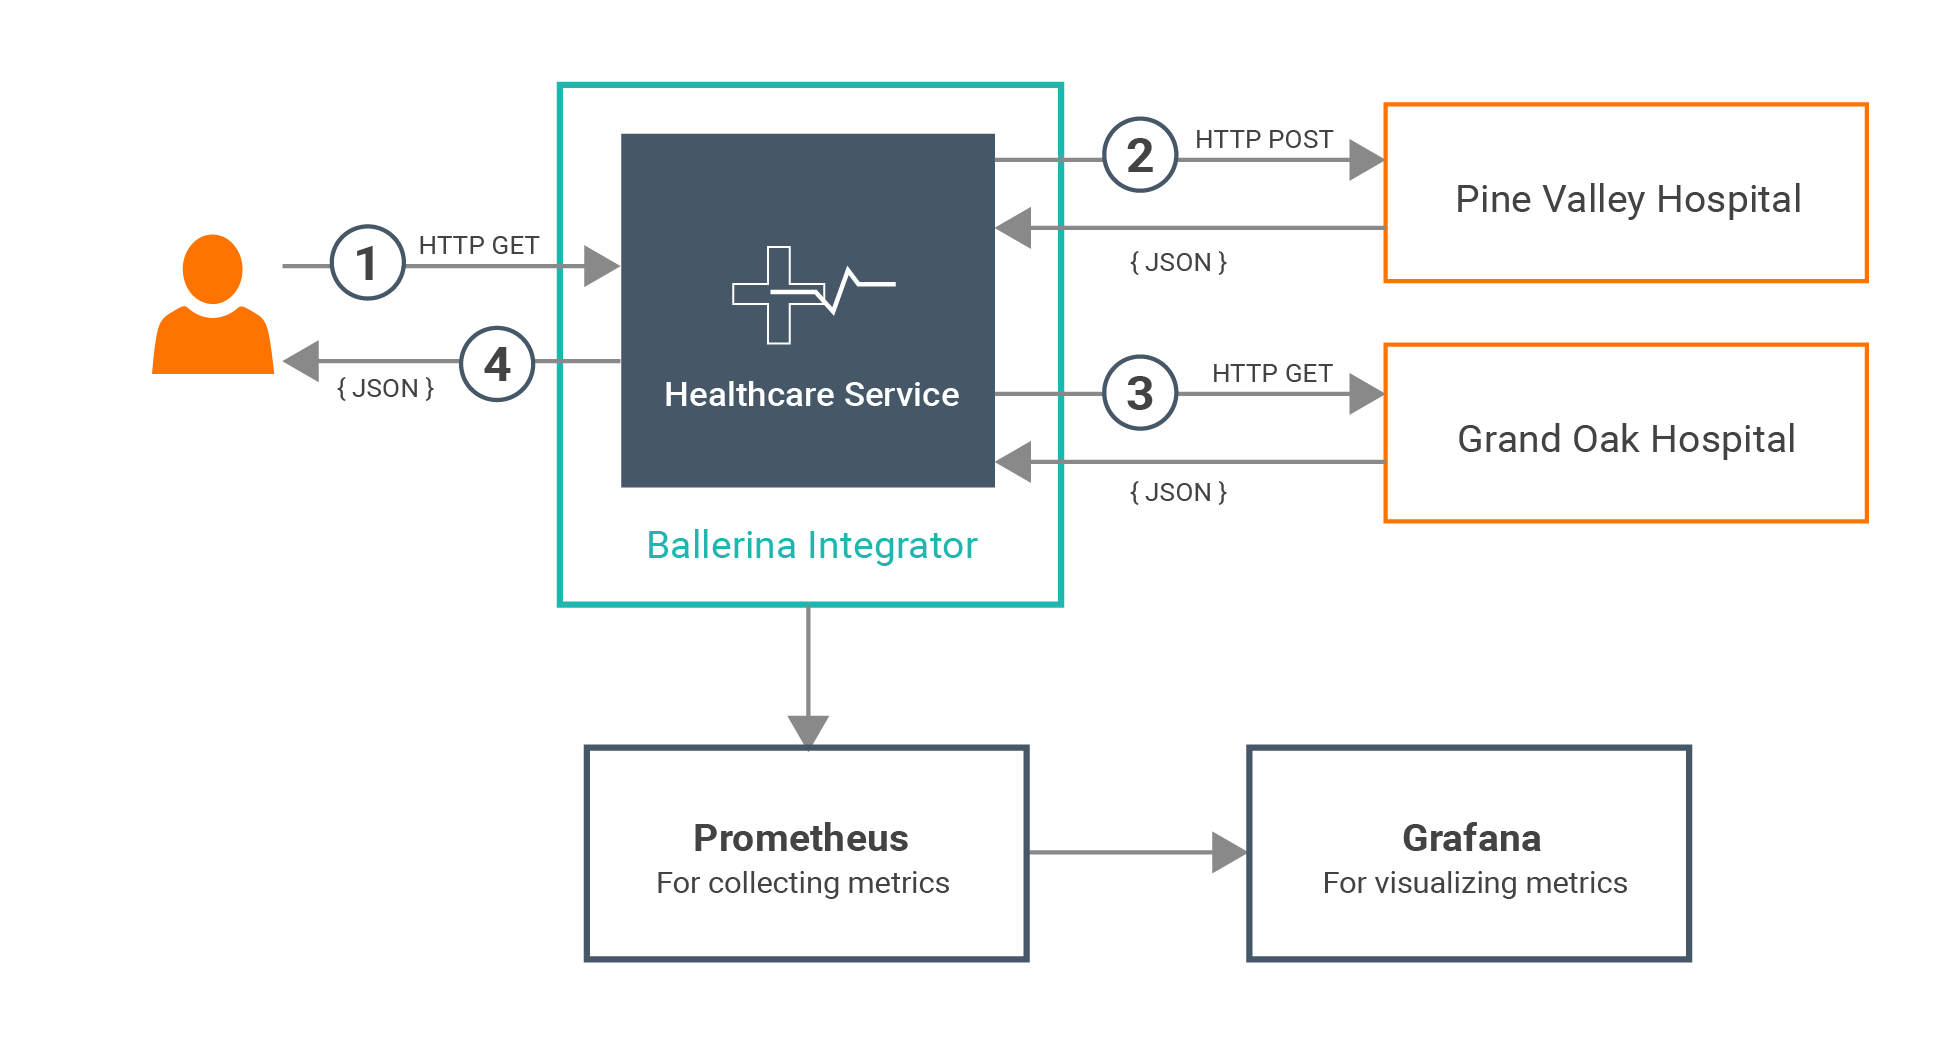 1
HTTP GET
4
{ JSON }
Healthcare Service
Ballerina Integrator
2
HTTP POST
{ JSON }
Pine Valley Hospital
3
HTTP GET
{ JSON }
Grand Oak Hospital
Prometheus
For collecting metrics
Grafana
For visualizing metrics